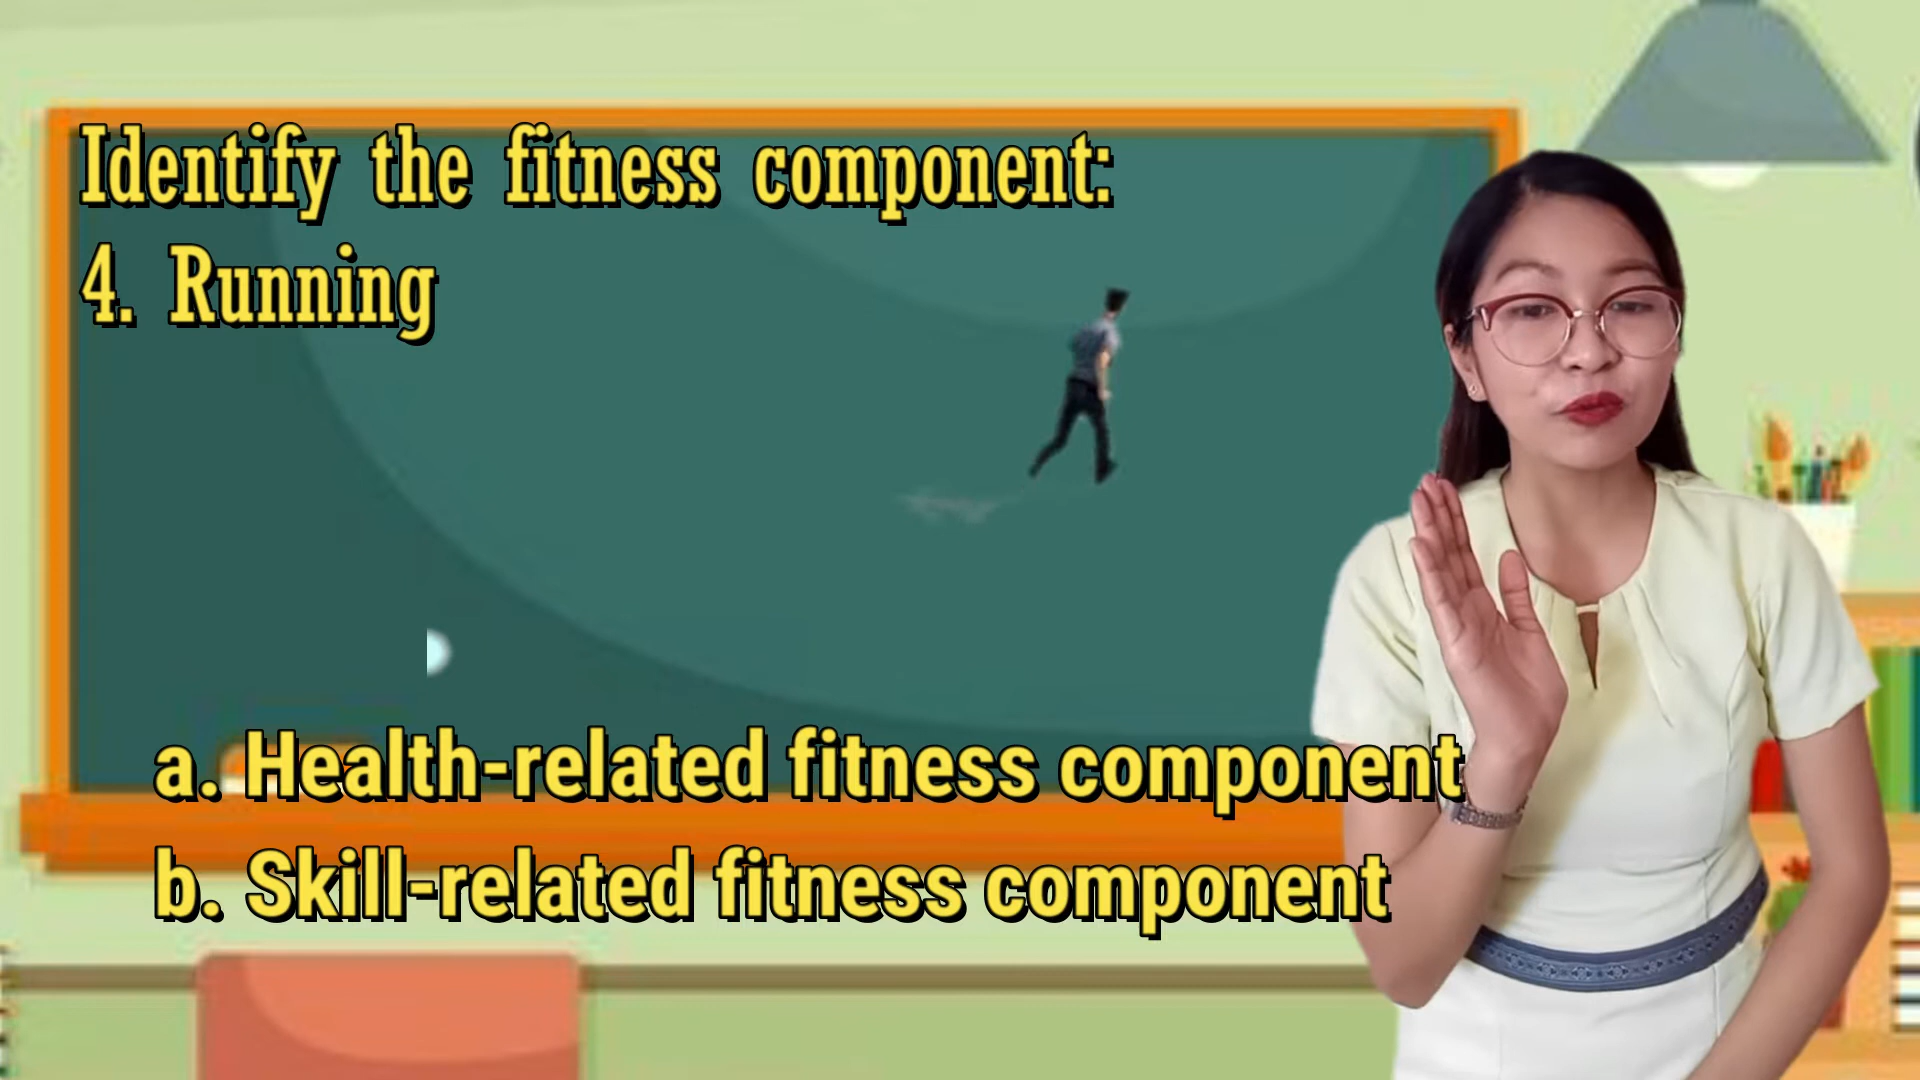 Identify the fitness component:
4. Running
a. Health-related fitness component
b. Skill-related fitness component